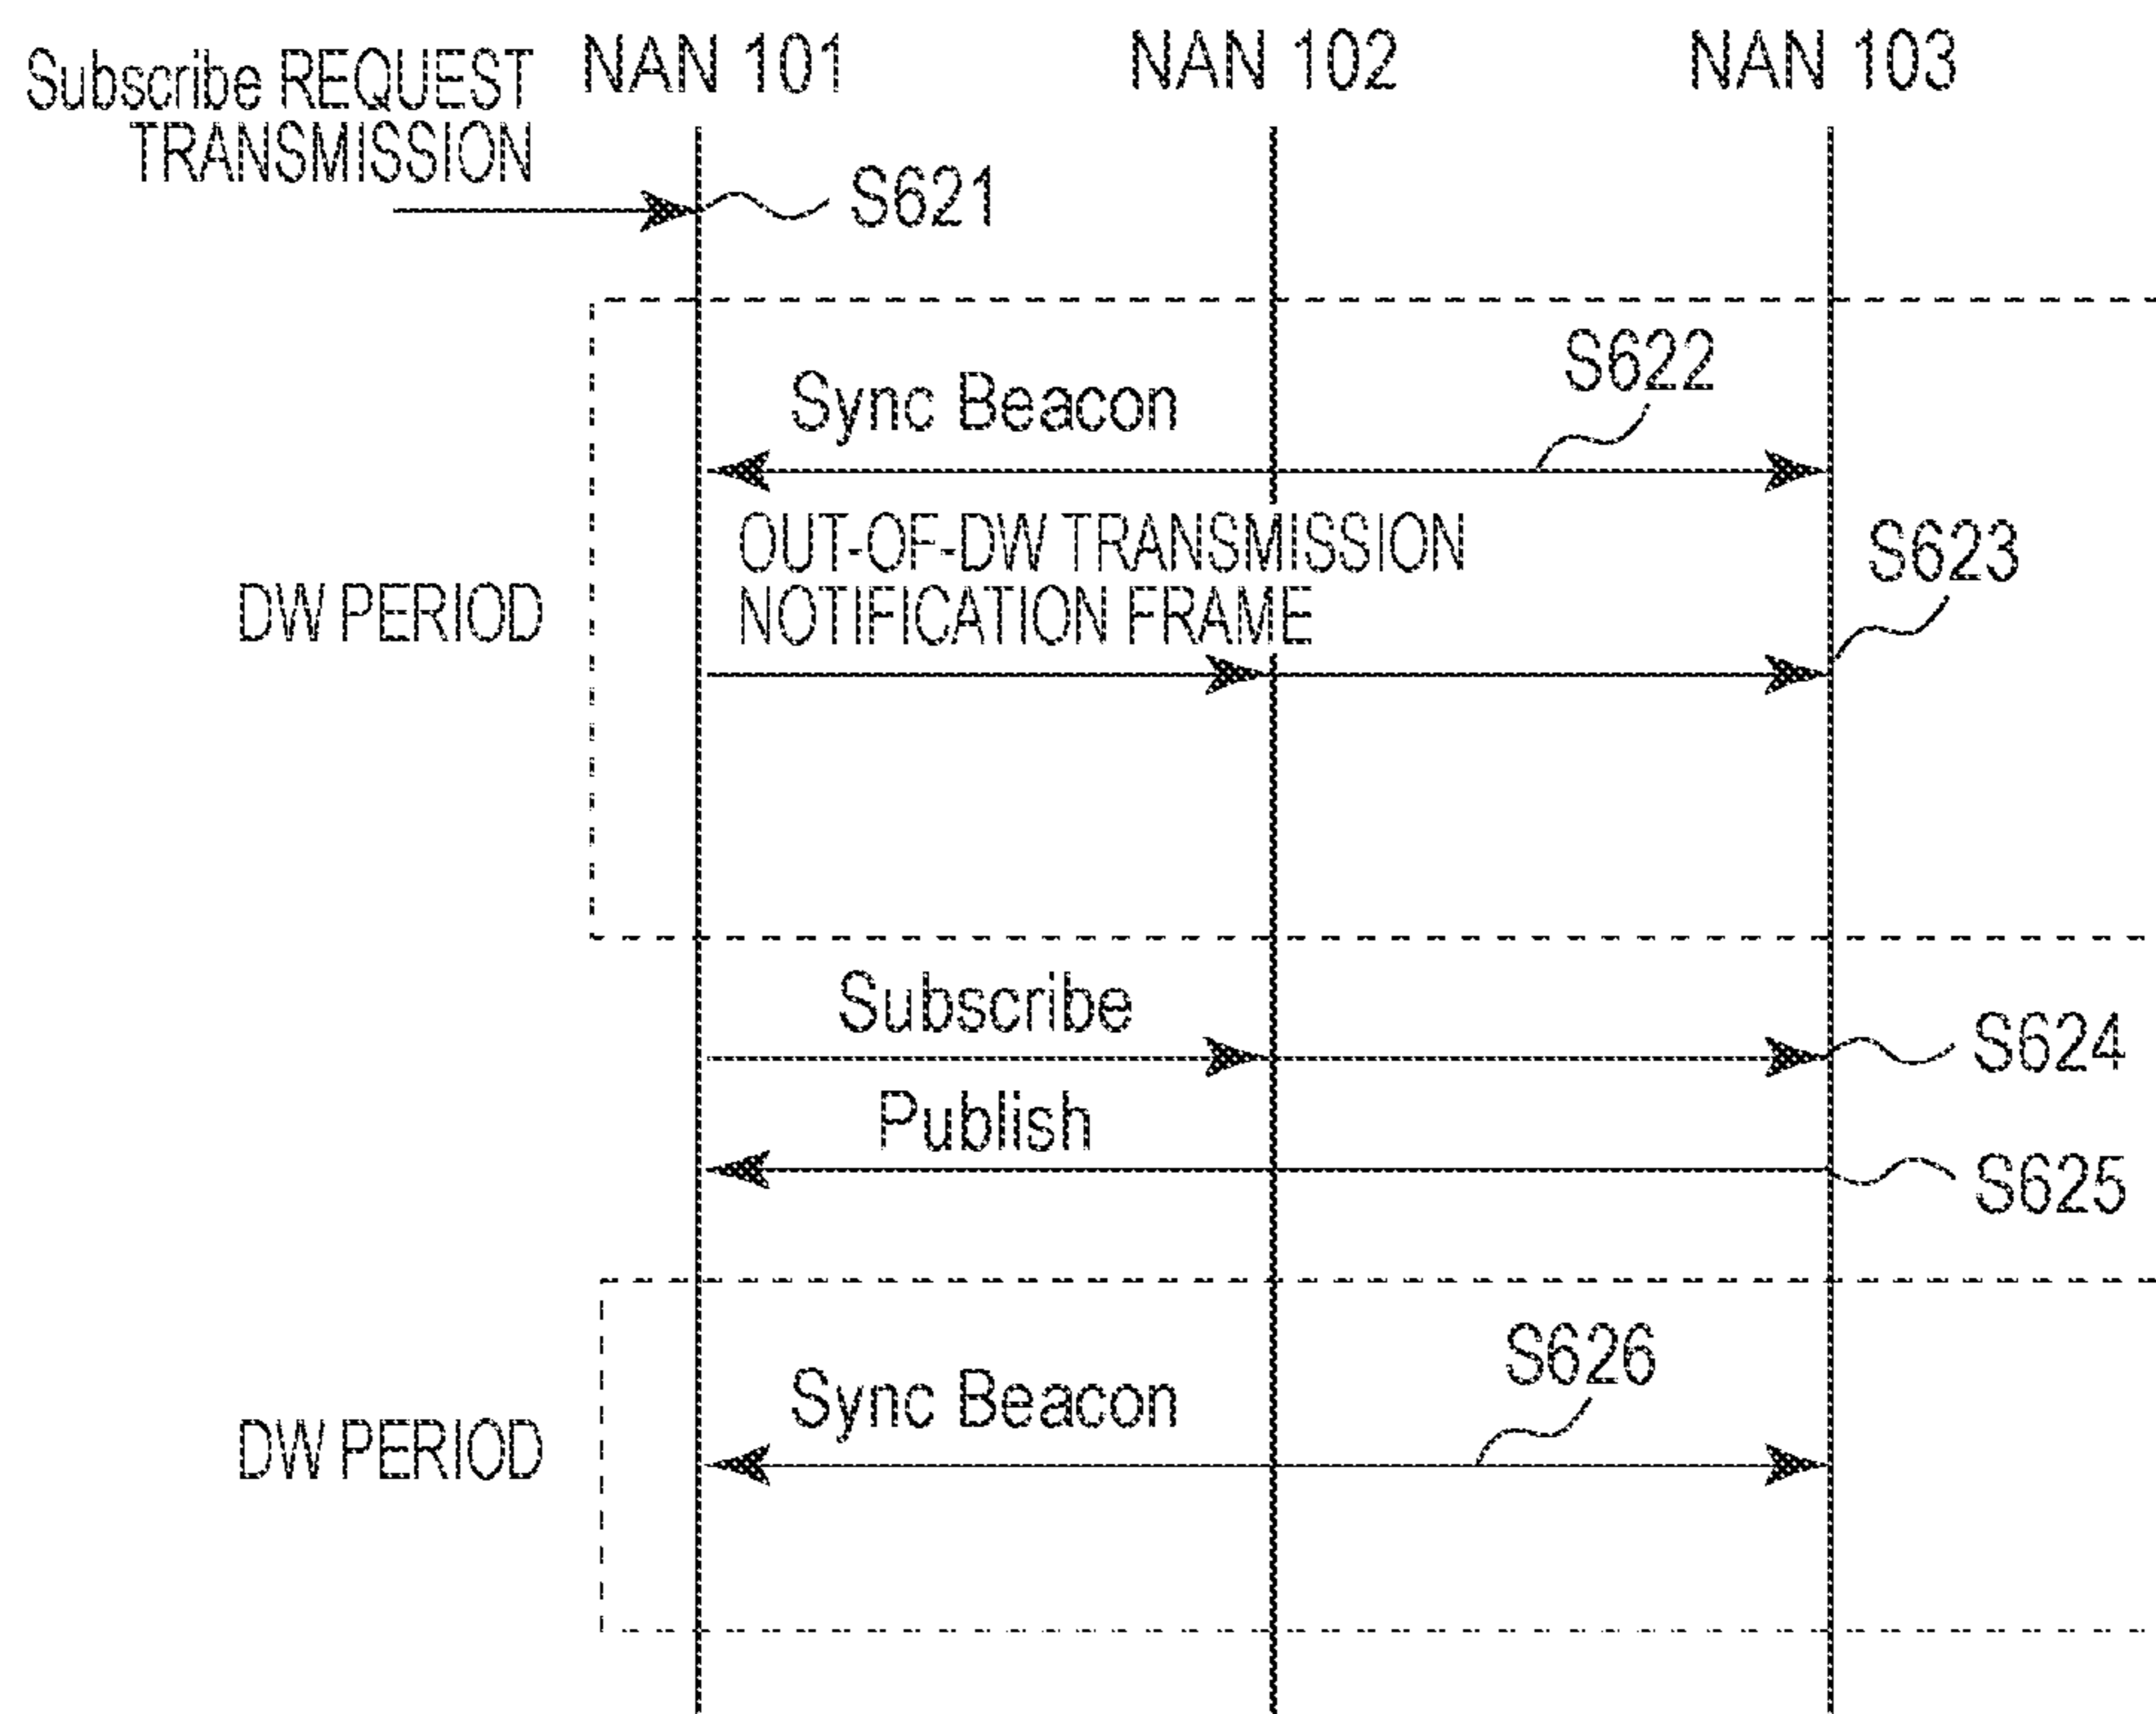 Subscribe REQUEST
TRANSMISSION
NAN 101
NAN 102
NAN 103
S621
Sync Beacon
S622
OUT-OF-DW TRANSMISSION
NOTIFICATION FRAME
S623
DW PERIOD
Subscribe
S624
Publish
S625
Sync Beacon
S626
DW PERIOD